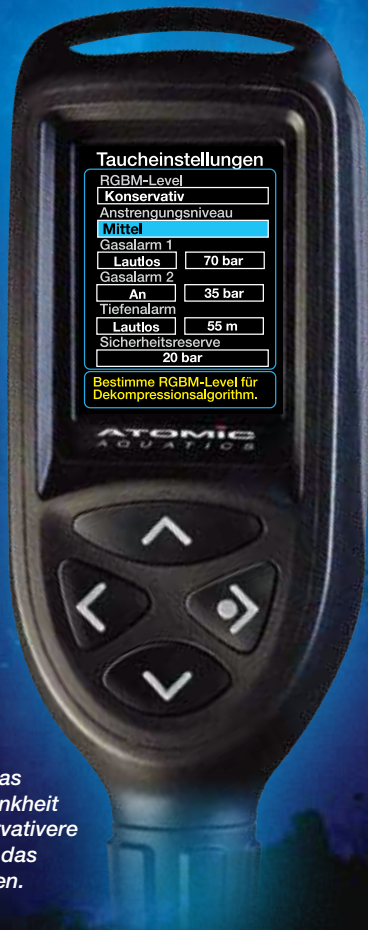 Taucheinstellungen
RGBM-Level
Konservativ
Anstrengungsniveau
Mittel
Gasalarm 1
Lautlos 70 bar
Gasalarm 2
An 35 bar
Tiefenalarm
Lautlos 55 m
Sicherheitsreserve
20 bar
Bestimme RGBM-Level für
Dekompressionsalgorithm.
ATOMIC
AQUATICS
as
nkheit
rvativere
das
en.